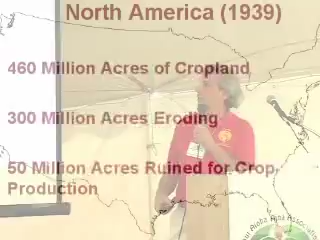 North America (1939)
460 Million Acres of Cropland
300 Million Acres Eroding
50 Million Acres Ruined for Crop
Production